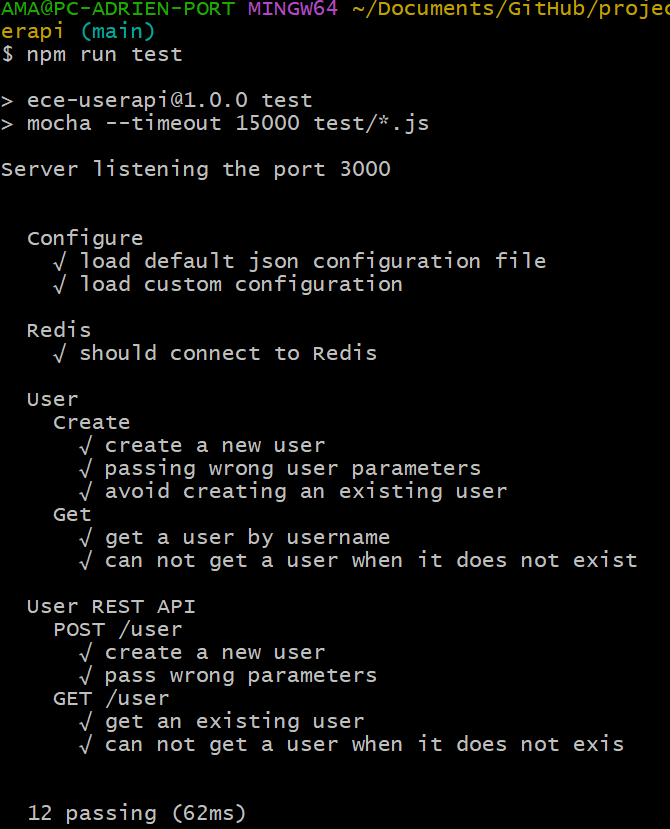 AMA@PC-ADRIEN-PORT MINGW64 ~/Documents/GitHub/projec
erapi (main)
$ npm run test
> ece-userapi@1.0.0 test
> mocha --timeout 15000 test/*.js
Server listening the port 3000
Configure
√ load default json configuration file
√ load custom configuration
Redis
√ should connect to Redis
User
Create
√ create a new user
√ passing wrong user parameters
√ avoid creating an existing user
Get
√ get a user by username
√ can not get a user when it does not exist
User REST API
POST /user
√ create a new user
√ pass wrong parameters
GET /user
√ get an existing user
√ can not get a user when it does not exis
12 passing (62ms)